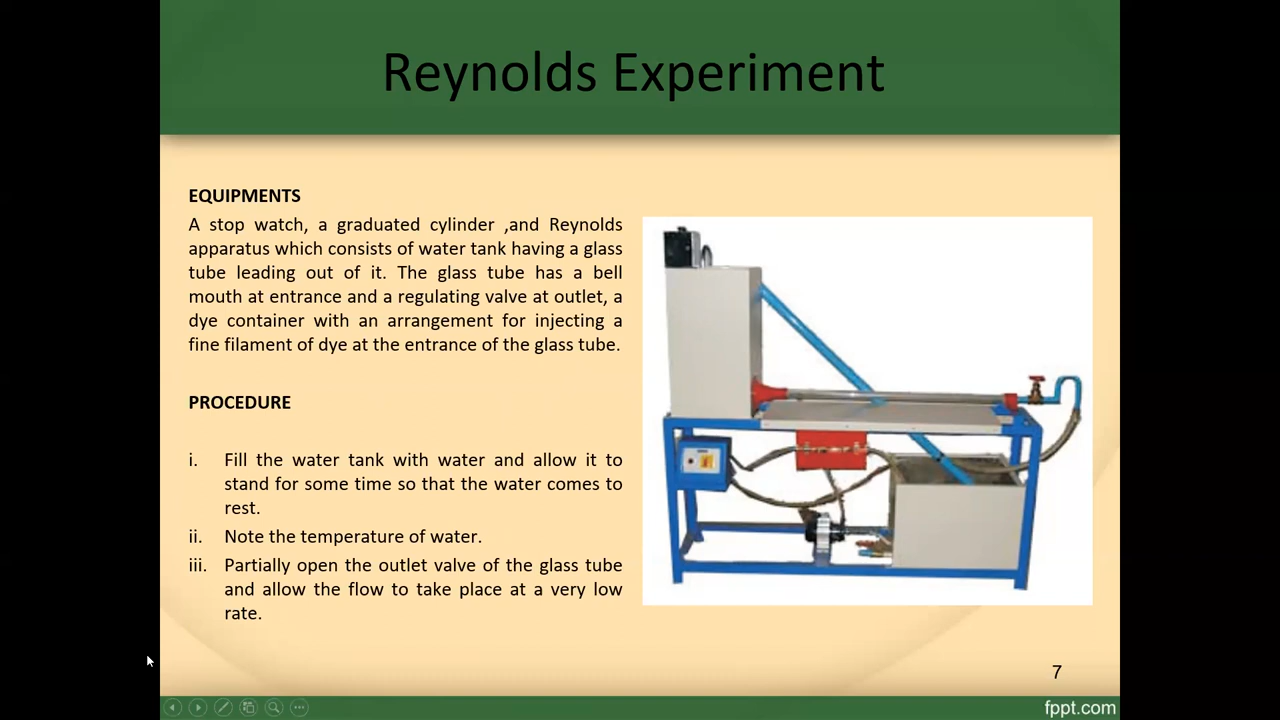 Reynolds Experiment
EQUIPMENTS
A stop watch, a graduated cylinder ,and Reynolds
apparatus which consists of water tank having a glass
tube leading out of it. The glass tube has a bell
mouth at entrance and a regulating valve at outlet, a
dye container with an arrangement for injecting a
fine filament of dye at the entrance of the glass tube.
PROCEDURE
i. Fill the water tank with water and allow it to
stand for some time so that the water comes to
rest.
ii. Note the temperature of water.
iii. Partially open the outlet valve of the glass tube
and allow the flow to take place at a very low
rate.
7
fppt.com